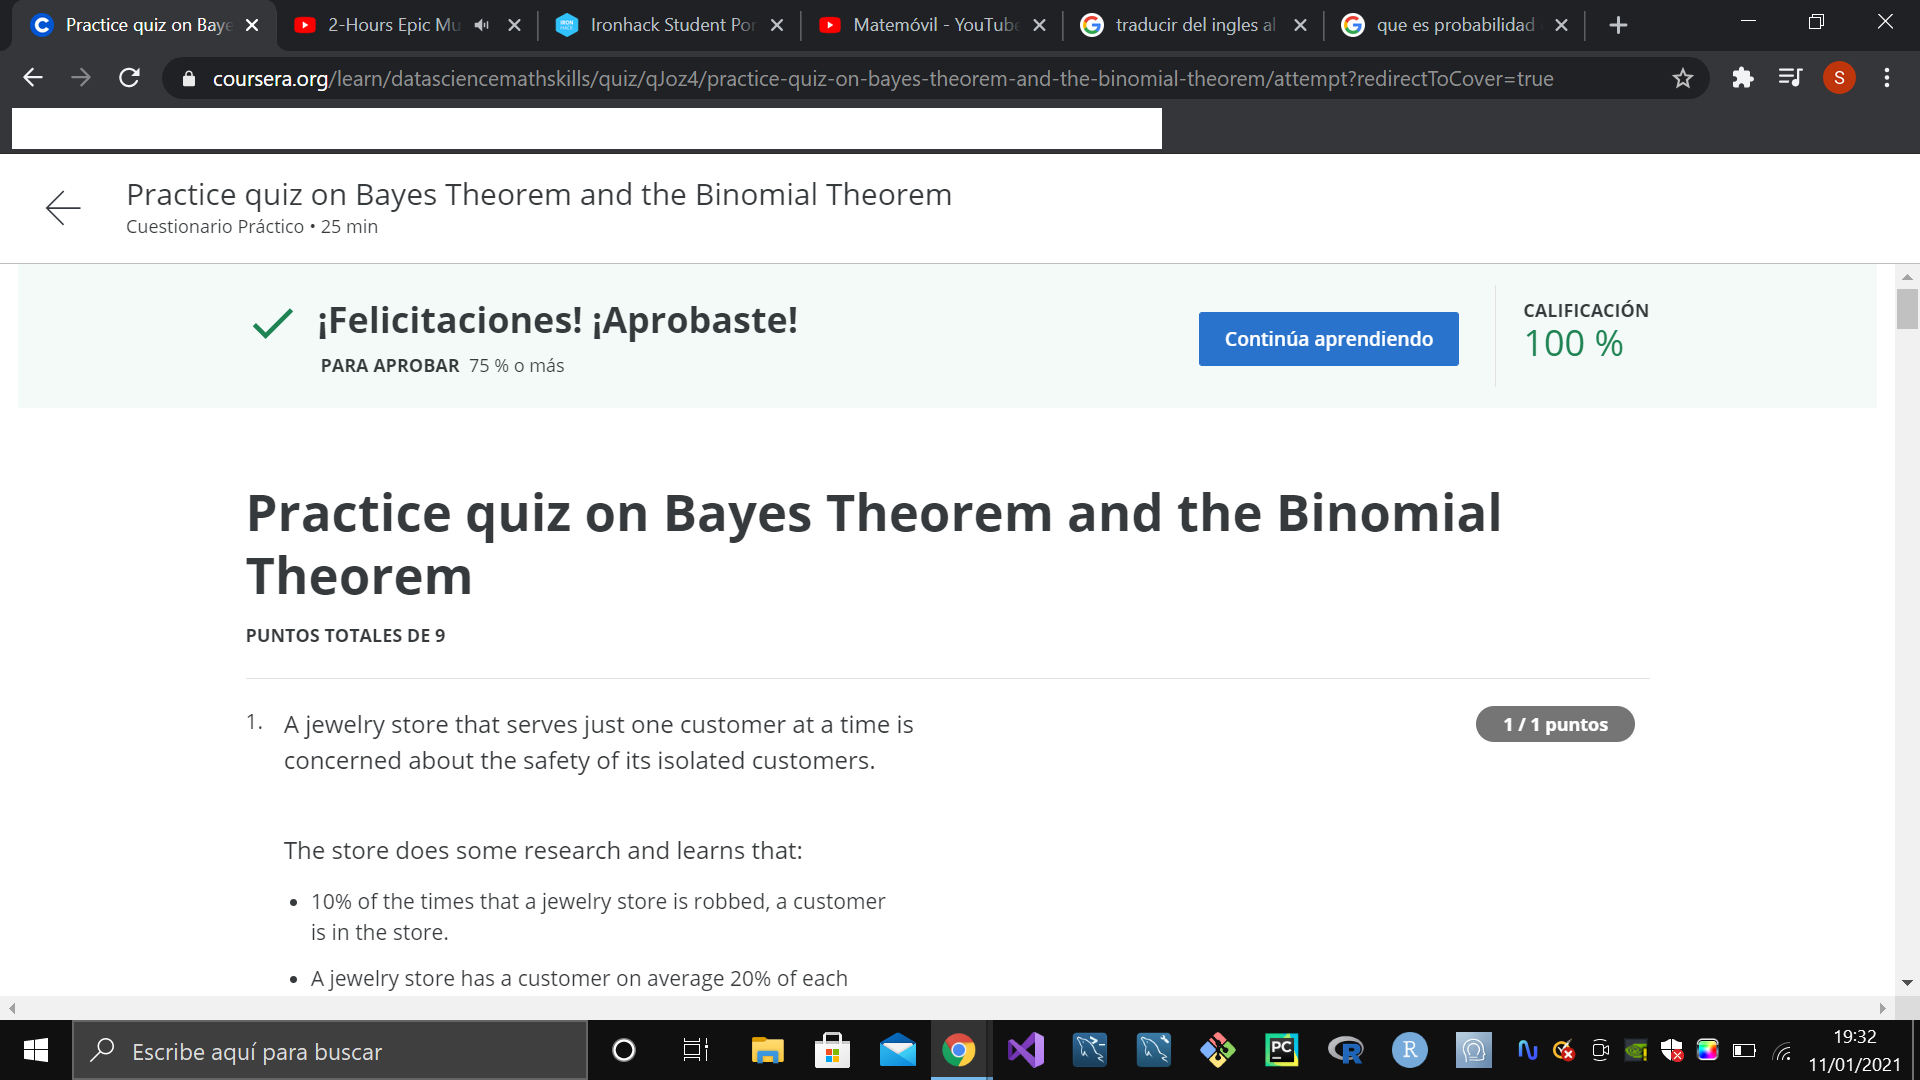 Practice quiz on Baye
2-Hours Epic Mu
Ironhack Student Por
Matemóvil - YouTube
traducir del ingles al
que es probabilidad
coursera.org/learn/datasciencemathskills/quiz/qJoz4/practice-quiz-on-bayes-theorem-and-the-binomial-theorem/attempt?redirectToCover=true
S
Practice quiz on Bayes Theorem and the Binomial Theorem
Cuestionario Práctico • 25 min
¡Felicitaciones! ¡Aprobaste!
PARA APROBAR 75 % o más
Continúa aprendiendo
CALIFICACIÓN
100 %
Practice quiz on Bayes Theorem and the Binomial
Theorem
PUNTOS TOTALES DE 9
1. A jewelry store that serves just one customer at a time is
concerned about the safety of its isolated customers.
1 / 1 puntos
The store does some research and learns that:
• 10% of the times that a jewelry store is robbed, a customer
is in the store.
• A jewelry store has a customer on average 20% of each
Escribe aquí para buscar
PC
R
R
19:32
11/01/2021